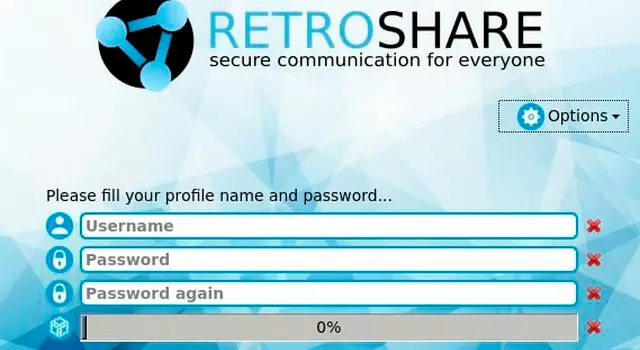 RETROSHARE
secure communication for everyone
Options
Please fill your profile name and password...
Username
Password
Password again
0%